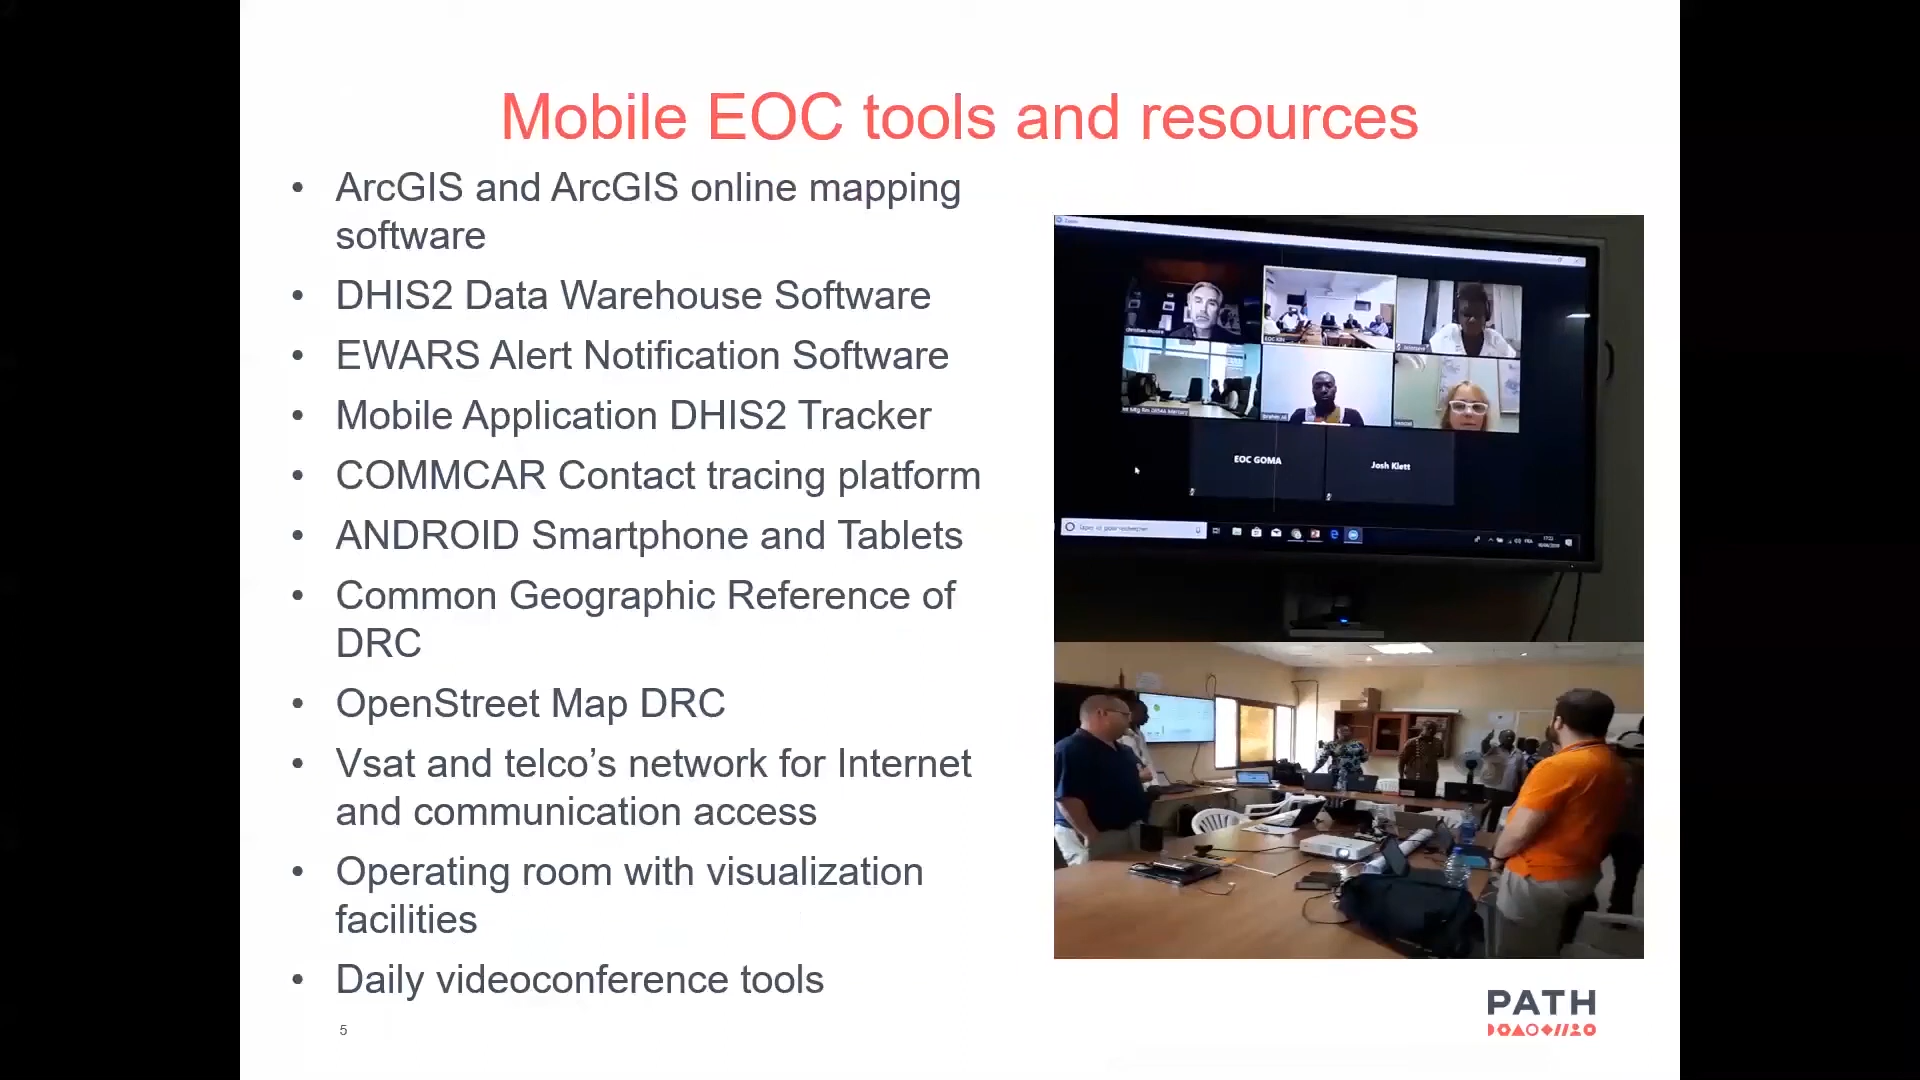 Mobile EOC tools and resources
• ArcGIS and ArcGIS online mapping
software
• DHIS2 Data Warehouse Software
• EWARS Alert Notification Software
• Mobile Application DHIS2 Tracker
• COMMCAR Contact tracing platform
• ANDROID Smartphone and Tablets
• Common Geographic Reference of
DRC
• OpenStreet Map DRC
• Vsat and telco’s network for Internet
and communication access
• Operating room with visualization
facilities
• Daily videoconference tools
5
EOC GOMA
Josh Klett
PATH